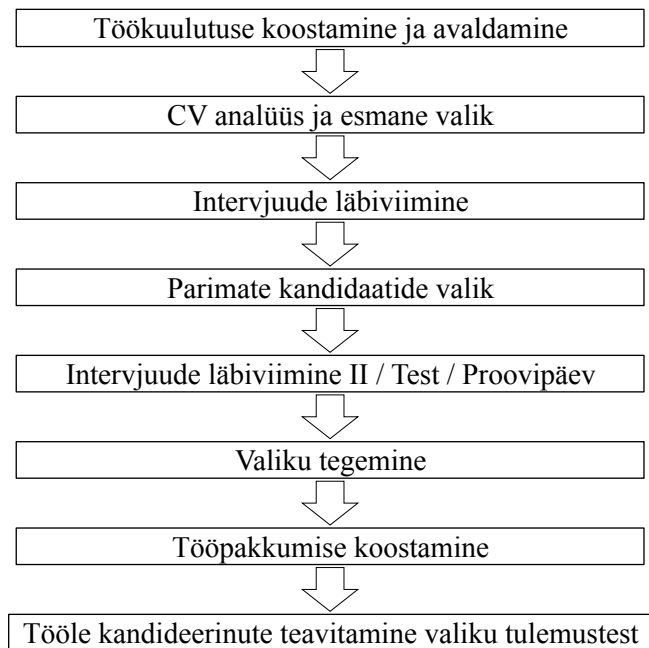 Töökuulutuse koostamine ja avaldamine
CV analüüs ja esmane valik
Intervjuude läbiviimine
Parimate kandidaatide valik
Intervjuude läbiviimine II / Test / Proovipäev
Valiku tegemine
Tööpakkumise koostamine
Tööle kandideerinute teavitamine valiku tulemustest